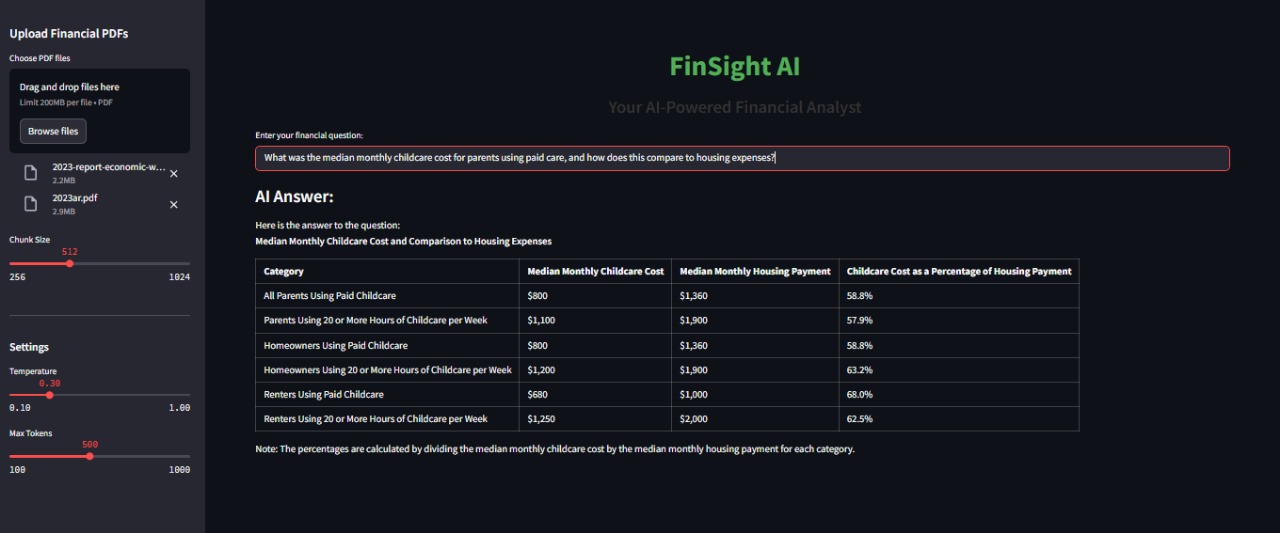 Upload Financial PDFs
Choose PDF files
Drag and drop files here
Limit 200MB per file • PDF
Browse files
2023-report-economic-w...
2.2MB
2023ar.pdf
2.9MB
Chunk Size
512
256 1024
Settings
Temperature
0.30
0.10 1.00
Max Tokens
500
100 1000
FinSight AI
Your AI-Powered Financial Analyst
Enter your financial question:
What was the median monthly childcare cost for parents using paid care, and how does this compare to housing expenses?
AI Answer:
Here is the answer to the question:
Median Monthly Childcare Cost and Comparison to Housing Expenses
Category Median Monthly Childcare Cost Median Monthly Housing Payment Childcare Cost as a Percentage of Housing Payment
All Parents Using Paid Childcare $800 $1,360 58.8%
Parents Using 20 or More Hours of Childcare per Week $1,100 $1,900 57.9%
Homeowners Using Paid Childcare $800 $1,360 58.8%
Homeowners Using 20 or More Hours of Childcare per Week $1,200 $1,900 63.2%
Renters Using Paid Childcare $680 $1,000 68.0%
Renters Using 20 or More Hours of Childcare per Week $1,250 $2,000 62.5%
Note: The percentages are calculated by dividing the median monthly childcare cost by the median monthly housing payment for each category.